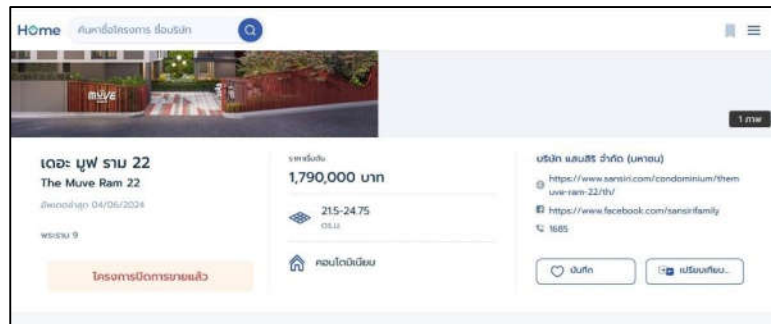 Home
ค้นหาชื่อโครงการ ชื่อบริษัท
MUVE
1 ภาพ
เดอะ มูฟ ราม 22
The Muve Ram 22
อัพเดตล่าสุด 04/06/2024
พระราม 9
โครงการปิดการขายแล้ว
ราคาเริ่มต้น
1,790,000 บาท
21.5-24.75
ตร.ม
คอนโดมิเนียม
บริษัท แสนสิริ จำกัด (มหาชน)
https://www.sansiri.com/condominium/them
uve-ram-22/th/
https://www.facebook.com/sansirifamily
1685
บันทึก
เปรียบเทียบ...